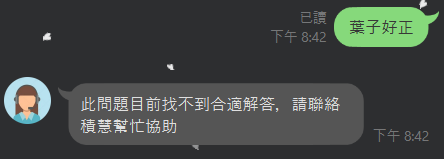 已讀
下午 8:42
葉子好正
此問題目前找不到合適解答，請聯絡
積慧幫忙協助
下午 8:42